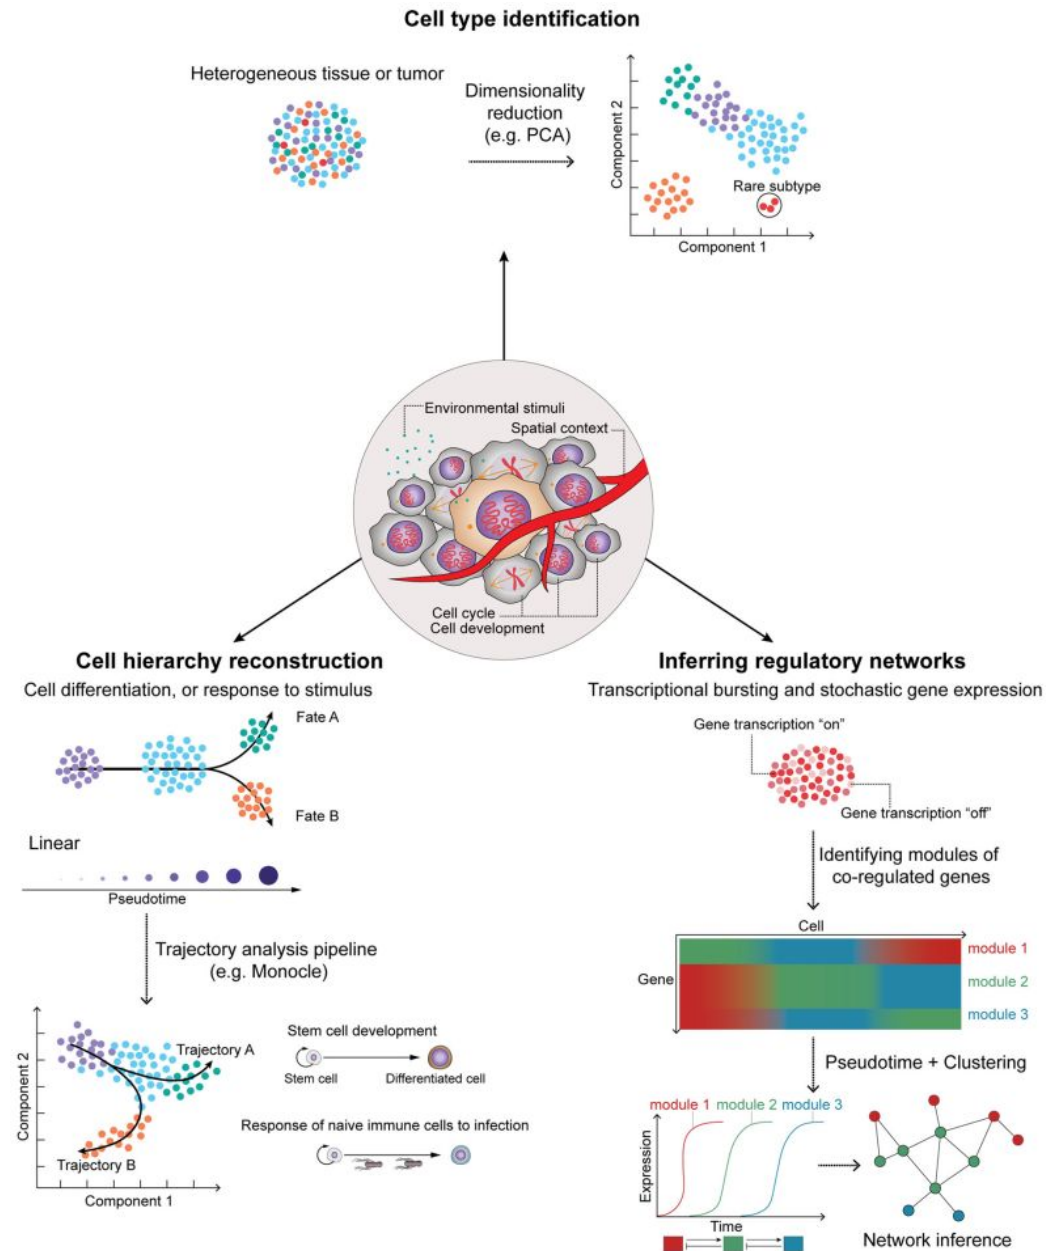 Cell type identification
Heterogeneous tissue or tumor
Dimensionality
reduction
(e.g. PCA)
Component 2
Rare subtype
Component 1
Environmental stimuli
Spatial context
Cell cycle
Cell development
Cell hierarchy reconstruction
Cell differentiation, or response to stimulus
Fate A
Fate B
Linear
Pseudotime
Trajectory analysis pipeline
(e.g. Monocle)
Component 2
Trajectory A
Trajectory B
Component 1
Stem cell development
Stem cell
Differentiated cell
Response of naive immune cells to infection
Inferring regulatory networks
Transcriptional bursting and stochastic gene expression
Gene transcription “on”
Gene transcription “off”
Identifying modules of
co-regulated genes
Cell
Gene
module 1
module 2
module 3
Pseudotime + Clustering
module 1
module 2
module 3
Expression
Time
Network inference